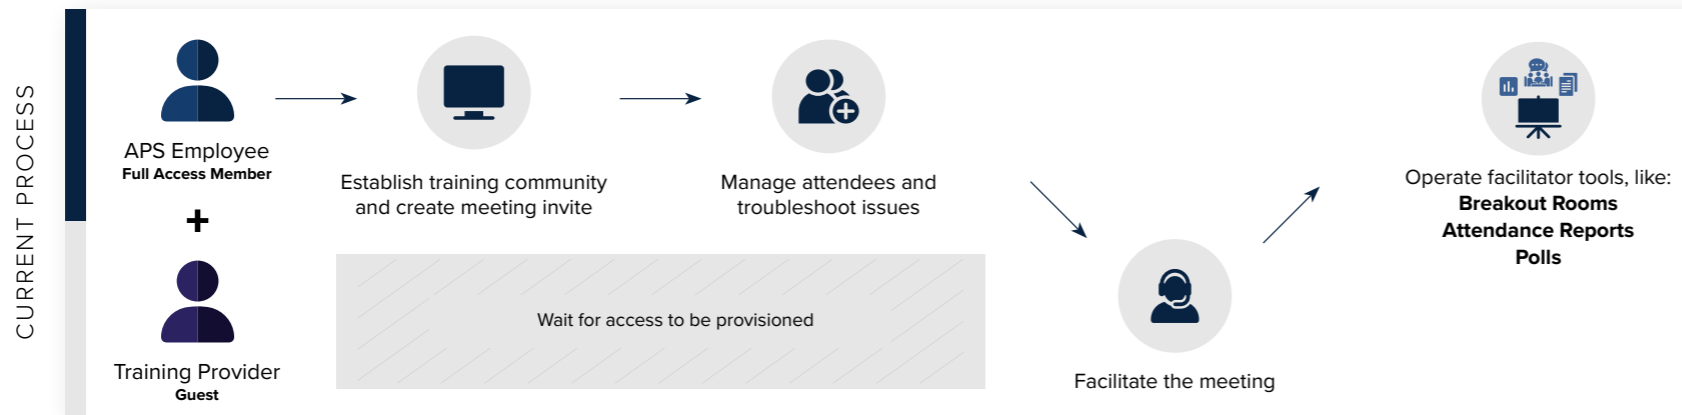 CURRENT PROCESS
APS Employee
Full Access Member
+
Training Provider
Guest
Establish training community
and create meeting invite
Manage attendees and
troubleshoot issues
Wait for access to be provisioned
Facilitate the meeting
Operate facilitator tools, like:
Breakout Rooms
Attendance Reports
Polls